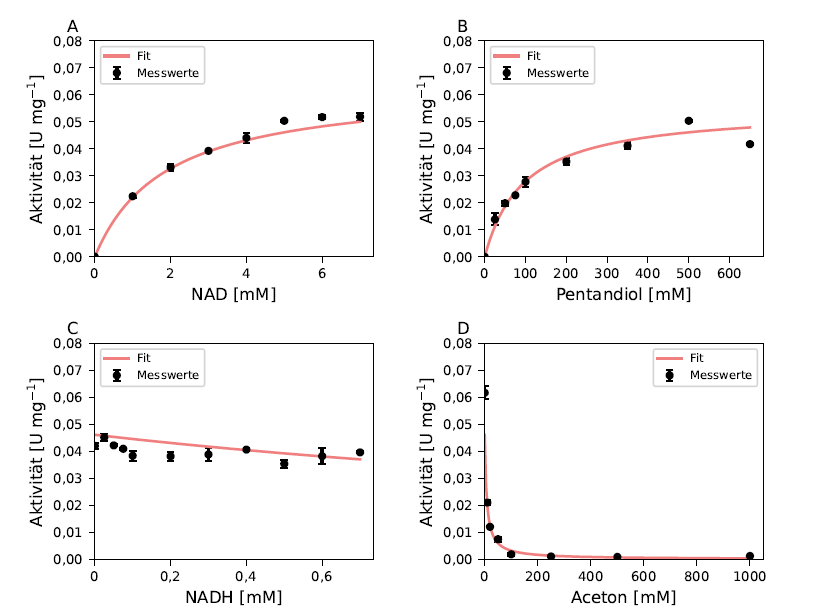 A
Fit
Messwerte
0,08
0,07
0,06
0,05
0,04
0,03
0,02
0,01
0,00
Aktivität [U mg⁻¹]
0 2 4 6
NAD [mM]
B
Fit
Messwerte
0,08
0,07
0,06
0,05
0,04
0,03
0,02
0,01
0,00
Aktivität [U mg⁻¹]
0 100 200 300 400 500 600
Pentandiol [mM]
C
Fit
Messwerte
0,08
0,07
0,06
0,05
0,04
0,03
0,02
0,01
0,00
Aktivität [U mg⁻¹]
0 0,2 0,4 0,6
NADH [mM]
D
Fit
Messwerte
0,08
0,07
0,06
0,05
0,04
0,03
0,02
0,01
0,00
Aktivität [U mg⁻¹]
0 200 400 600 800 1000
Aceton [mM]